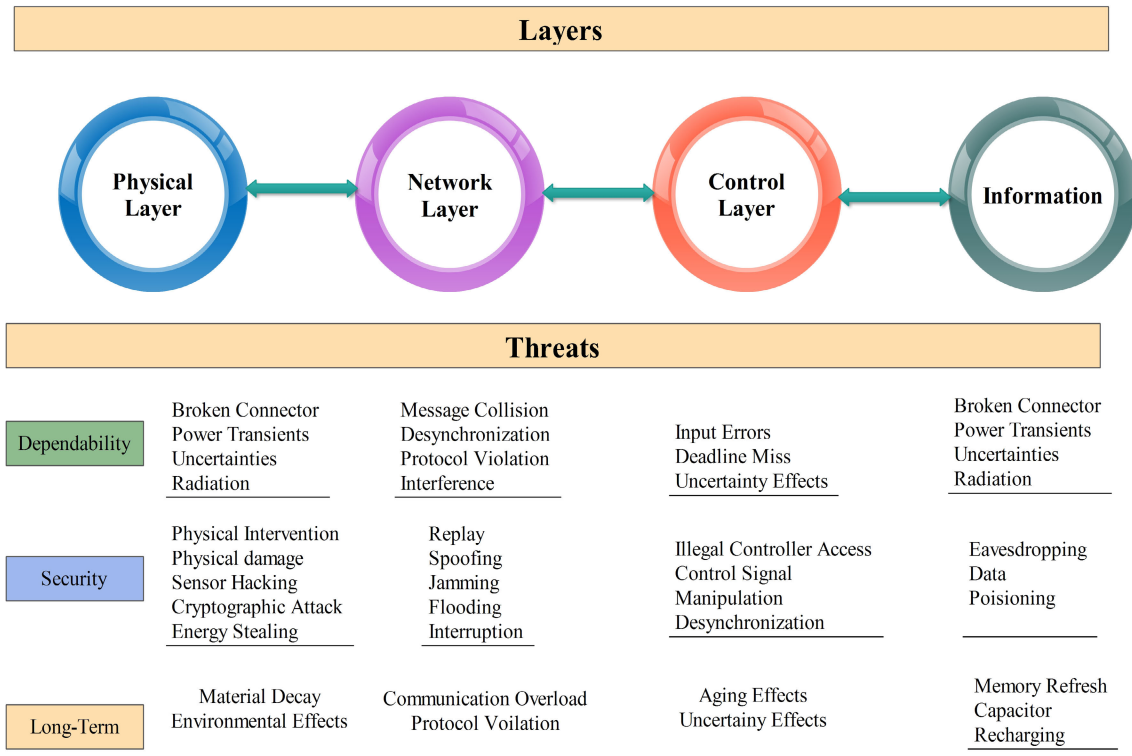 Layers
Physical
Layer
Network
Layer
Control
Layer
Information
Threats
Dependability
Broken Connector
Power Transients
Uncertainties
Radiation
Message Collision
Desynchronization
Protocol Violation
Interference
Input Errors
Deadline Miss
Uncertainty Effects
Broken Connector
Power Transients
Uncertainties
Radiation
Security
Physical Intervention
Physical damage
Sensor Hacking
Cryptographic Attack
Energy Stealing
Replay
Spoofing
Jamming
Flooding
Interruption
Illegal Controller Access
Control Signal
Manipulation
Desynchronization
Eavesdropping
Data
Poisioning
Long-Term
Material Decay
Environmental Effects
Communication Overload
Protocol Voilation
Aging Effects
Uncertainy Effects
Memory Refresh
Capacitor
Recharging